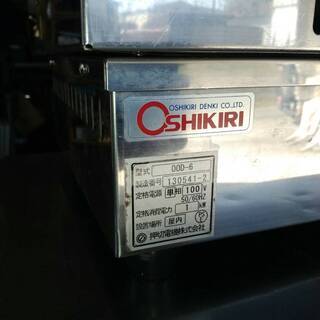 OSHIKIRI DENKI CO.,LTD.
OSHIKIRI
型式 OOD-6
製造番号 130541-2
定格電源 単相 100 V
50/60HZ
定格消費電力 1 kW
設置場所 屋内
押切電機株式会社